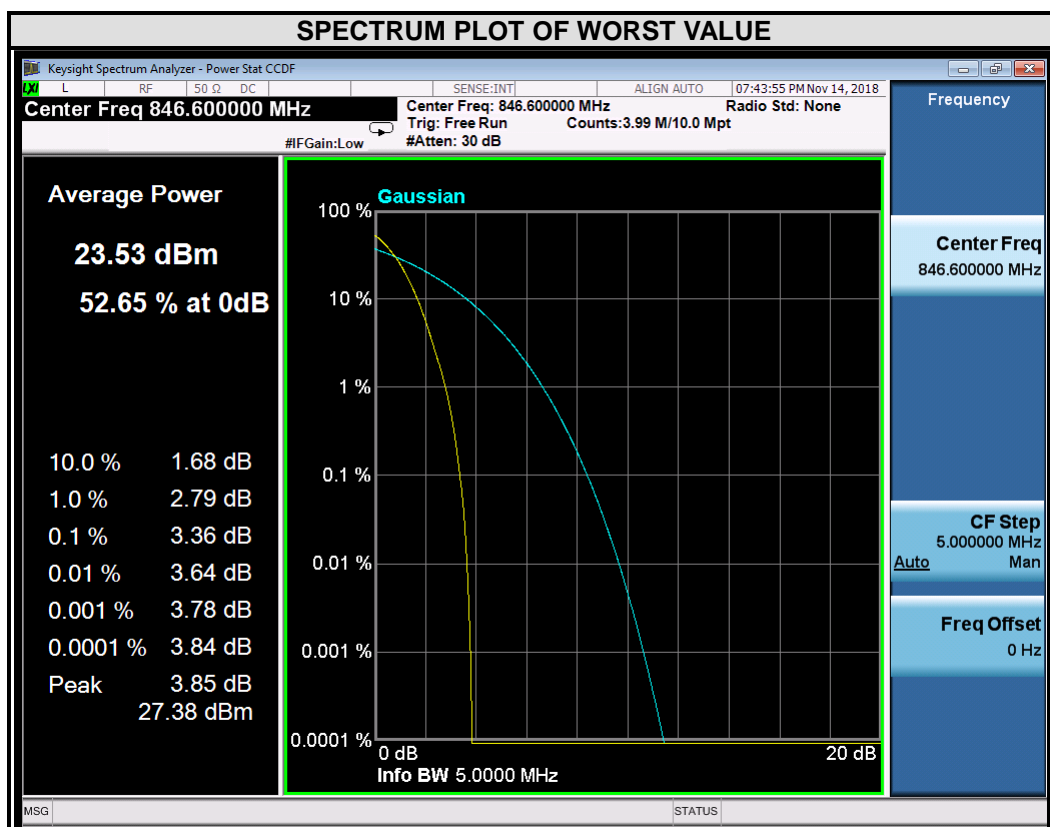 SPECTRUM PLOT OF WORST VALUE
Keysight Spectrum Analyzer - Power Stat CCDF
LXI L RF 50 Ω DC SENSE:INT ALIGN AUTO 07:43:55 PM Nov 14, 2018
Center Freq 846.600000 MHz
Center Freq: 846.600000 MHz Radio Std: None
Trig: Free Run Counts:3.99 M/10.0 Mpt
#IFGain:Low #Atten: 30 dB
Average Power
23.53 dBm
52.65 % at 0dB
10.0 % 1.68 dB
1.0 % 2.79 dB
0.1 % 3.36 dB
0.01 % 3.64 dB
0.001 % 3.78 dB
0.0001 % 3.84 dB
Peak 3.85 dB
27.38 dBm
Gaussian
100 %
10 %
1 %
0.1 %
0.01 %
0.001 %
0.0001 %
0 dB 20 dB
Info BW 5.0000 MHz
Frequency
Center Freq
846.600000 MHz
CF Step
5.000000 MHz
Auto Man
Freq Offset
0 Hz
MSG STATUS